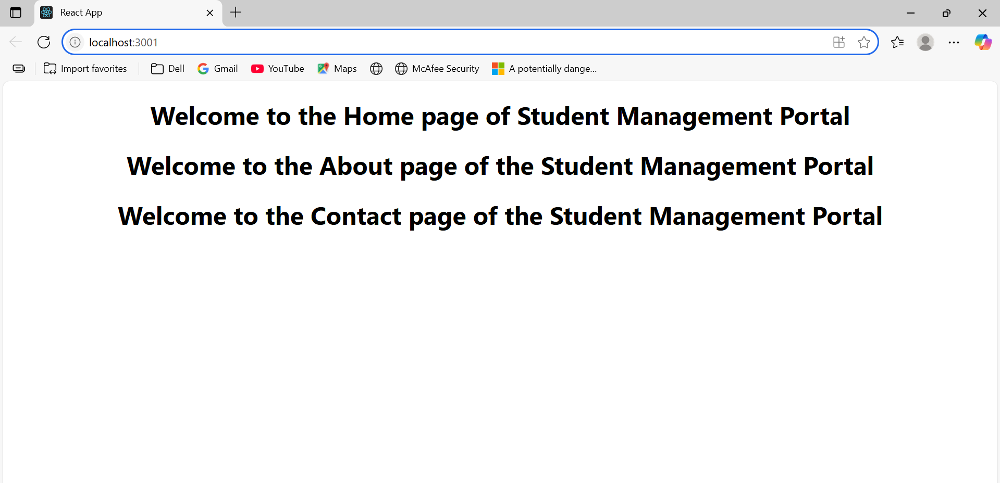 React App
localhost:3001
Import favorites Dell Gmail YouTube Maps McAfee Security A potentially dange...
Welcome to the Home page of Student Management Portal
Welcome to the About page of the Student Management Portal
Welcome to the Contact page of the Student Management Portal